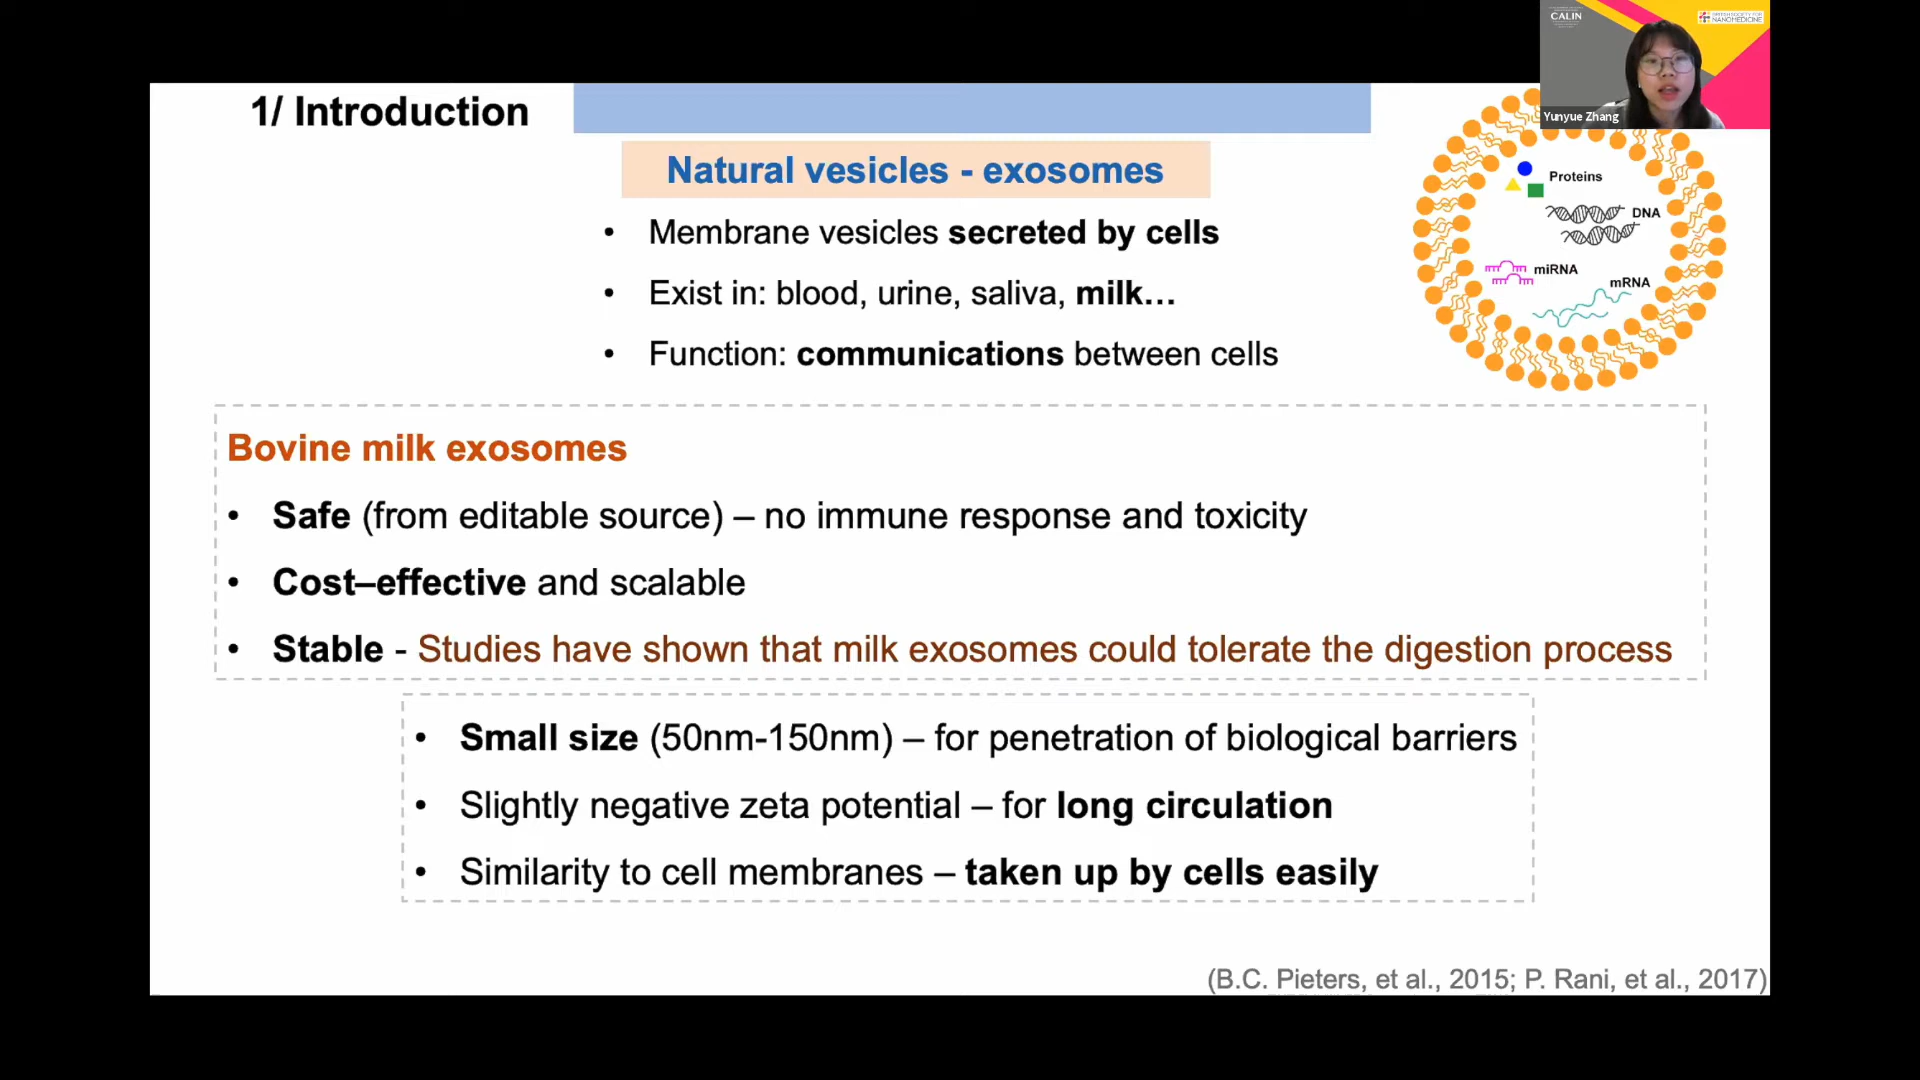 CALIN
NANOMEDICINE
Yunyue Zhang
1/ Introduction
Natural vesicles - exosomes
• Membrane vesicles secreted by cells
• Exist in: blood, urine, saliva, milk...
• Function: communications between cells
Proteins
DNA
miRNA
mRNA
Bovine milk exosomes
• Safe (from editable source) – no immune response and toxicity
• Cost–effective and scalable
• Stable - Studies have shown that milk exosomes could tolerate the digestion process
• Small size (50nm-150nm) – for penetration of biological barriers
• Slightly negative zeta potential – for long circulation
• Similarity to cell membranes – taken up by cells easily
(B.C. Pieters, et al., 2015; P. Rani, et al., 2017)